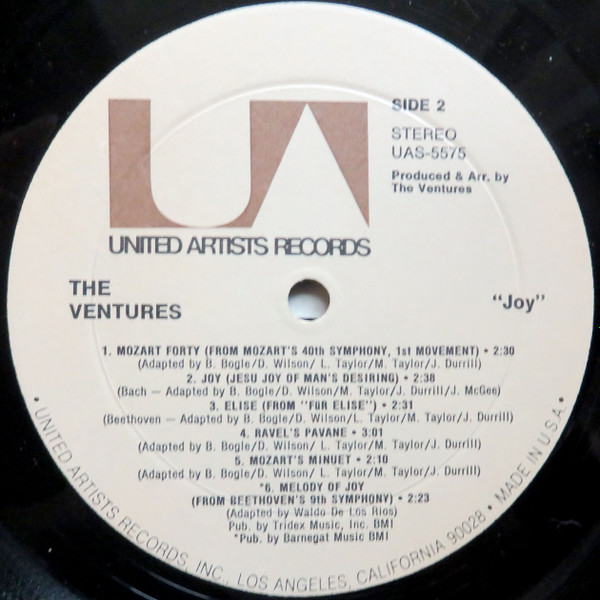 UA
SIDE 2
STEREO
UAS-5575
Produced & Arr. by
The Ventures
UNITED ARTISTS RECORDS
THE
VENTURES
"Joy"
1. MOZART FORTY (FROM MOZART'S 40th SYMPHONY, 1st MOVEMENT) • 2:30
(Adapted by B. Bogle/D. Wilson/ L. Taylor/M. Taylor/J. Durrill)
2. JOY (JESU JOY OF MAN'S DESIRING) • 2:38
(Bach — Adapted by B. Bogle/D. Wilson/D. M. Taylor/J. Durrill/J. McGee)
3. ELISE (FROM "FÜR ELISE") • 2:31
(Beethoven — Adapted by B. Bogle/D. Wilson/ L. Taylor/M. Taylor/J. Durrill)
4. RAVEL'S PAVANE • 3:01
(Adapted by B. Bogle/D. Wilson/ L. Taylor/M. Taylor/J. Durrill)
5. MOZART'S MINUET • 2:10
(Adapted by B. Bogle/D. Wilson/ L. Taylor/M. Taylor/J. Durrill)
*6. MELODY OF JOY
(FROM BEETHOVEN'S 9th SYMPHONY) • 2:23
(Adapted by Waldo De Los Rios)
Pub. by Tridex Music, Inc. BMI
*Pub. by Barnegat Music BMI
• UNITED ARTISTS RECORDS, INC., LOS ANGELES, CALIFORNIA 90028 • MADE IN U.S.A. •